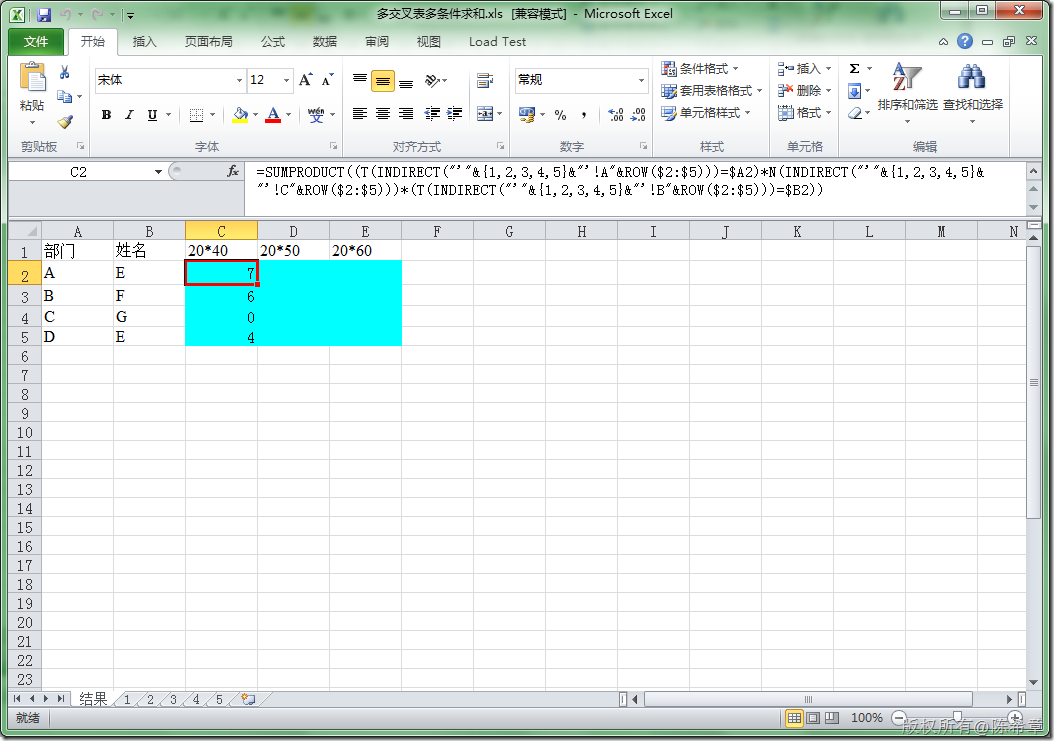 多交叉表多条件求和.xls [兼容模式] - Microsoft Excel
文件 开始 插入 页面布局 公式 数据 审阅 视图 Load Test
宋体 12 常规 条件格式 插入 Σ
粘贴 套用表格格式 删除 排序和筛选 查找和选择
B I U A 单元格样式 格式
剪贴板 字体 对齐方式 数字 样式 单元格 编辑
C2 fx =SUMPRODUCT((T(INDIRECT("'"&{1,2,3,4,5}&"'!A"&ROW($2:$5)))=$A2)*N(INDIRECT("'"&{1,2,3,4,5}&
"'!C"&ROW($2:$5)))*(T(INDIRECT("'"&{1,2,3,4,5}&"'!B"&ROW($2:$5)))=$B2))
A B C D E F G H I J K L M N
1 部门 姓名 20*40 20*50 20*60
2 A E 7
3 B F 6
4 C G 0
5 D E 4
6
7
8
9
10
11
12
13
14
15
16
17
18
19
20
21
22
23
结果 1 2 3 4 5
就绪 100%
版权所有@陈希章